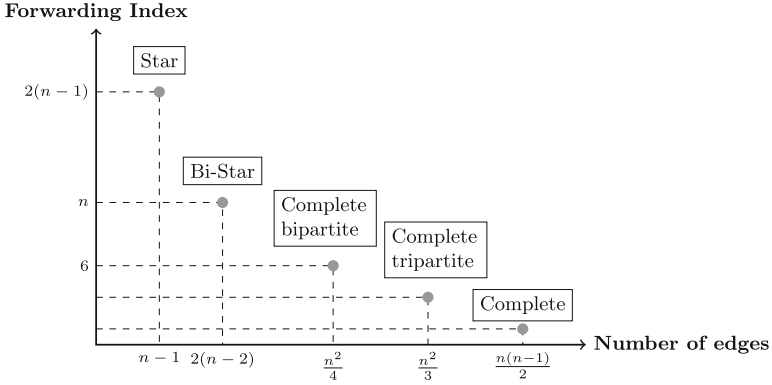 Forwarding Index
Star
2(n − 1)
Bi-Star
n
Complete
bipartite
Complete
tripartite
6
Complete
Number of edges
n − 1
2(n − 2)
n²/4
n²/3
n(n−1)/2